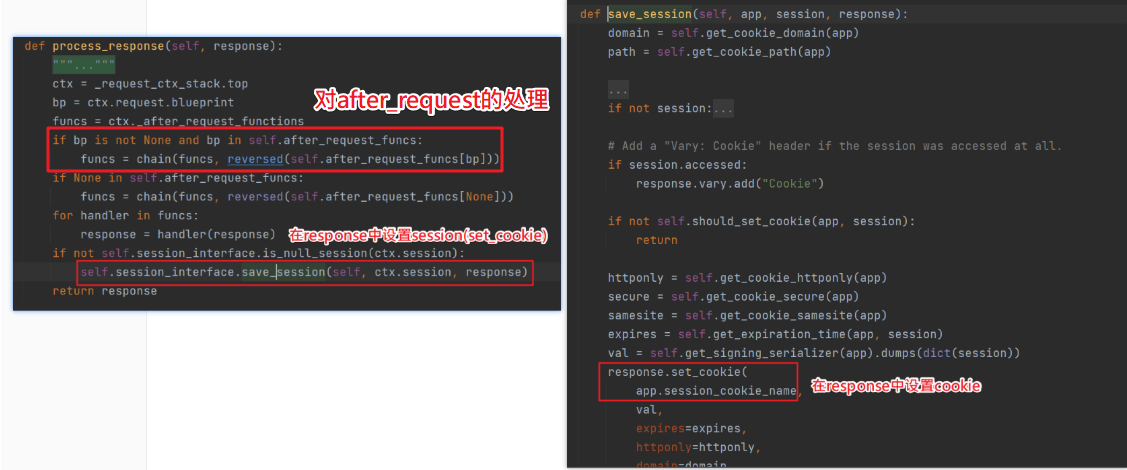 def process_response(self, response):
"""..."""
ctx = _request_ctx_stack.top
bp = ctx.request.blueprint
对after_request的处理
funcs = ctx._after_request_functions
if bp is not None and bp in self.after_request_funcs:
funcs = chain(funcs, reversed(self.after_request_funcs[bp]))
if None in self.after_request_funcs:
funcs = chain(funcs, reversed(self.after_request_funcs[None]))
for handler in funcs:
response = handler(response)
在response中设置session(set_cookie)
if not self.session_interface.is_null_session(ctx.session):
self.session_interface.save_session(self, ctx.session, response)
return response
def save_session(self, app, session, response):
domain = self.get_cookie_domain(app)
path = self.get_cookie_path(app)
...
if not session:...
# Add a "Vary: Cookie" header if the session was accessed at all.
if session.accessed:
response.vary.add("Cookie")
if not self.should_set_cookie(app, session):
return
httponly = self.get_cookie_httponly(app)
secure = self.get_cookie_secure(app)
samesite = self.get_cookie_samesite(app)
expires = self.get_expiration_time(app, session)
val = self.get_signing_serializer(app).dumps(dict(session))
response.set_cookie(
app.session_cookie_name,
在response中设置cookie
val,
expires=expires,
httponly=httponly,
domain=domain